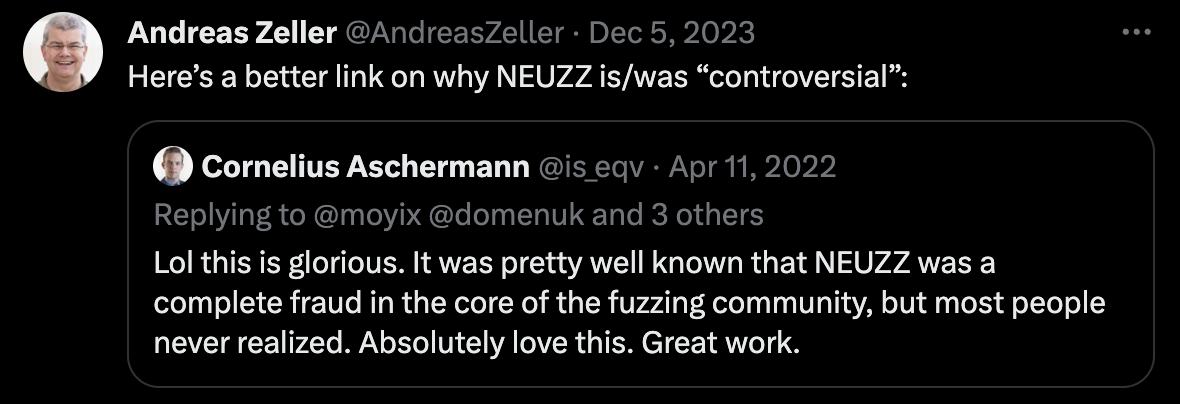 Andreas Zeller @AndreasZeller · Dec 5, 2023
Here’s a better link on why NEUZZ is/was “controversial”:
Cornelius Aschermann @is_eqv · Apr 11, 2022
Replying to @moyix @domenuk and 3 others
Lol this is glorious. It was pretty well known that NEUZZ was a
complete fraud in the core of the fuzzing community, but most people
never realized. Absolutely love this. Great work.